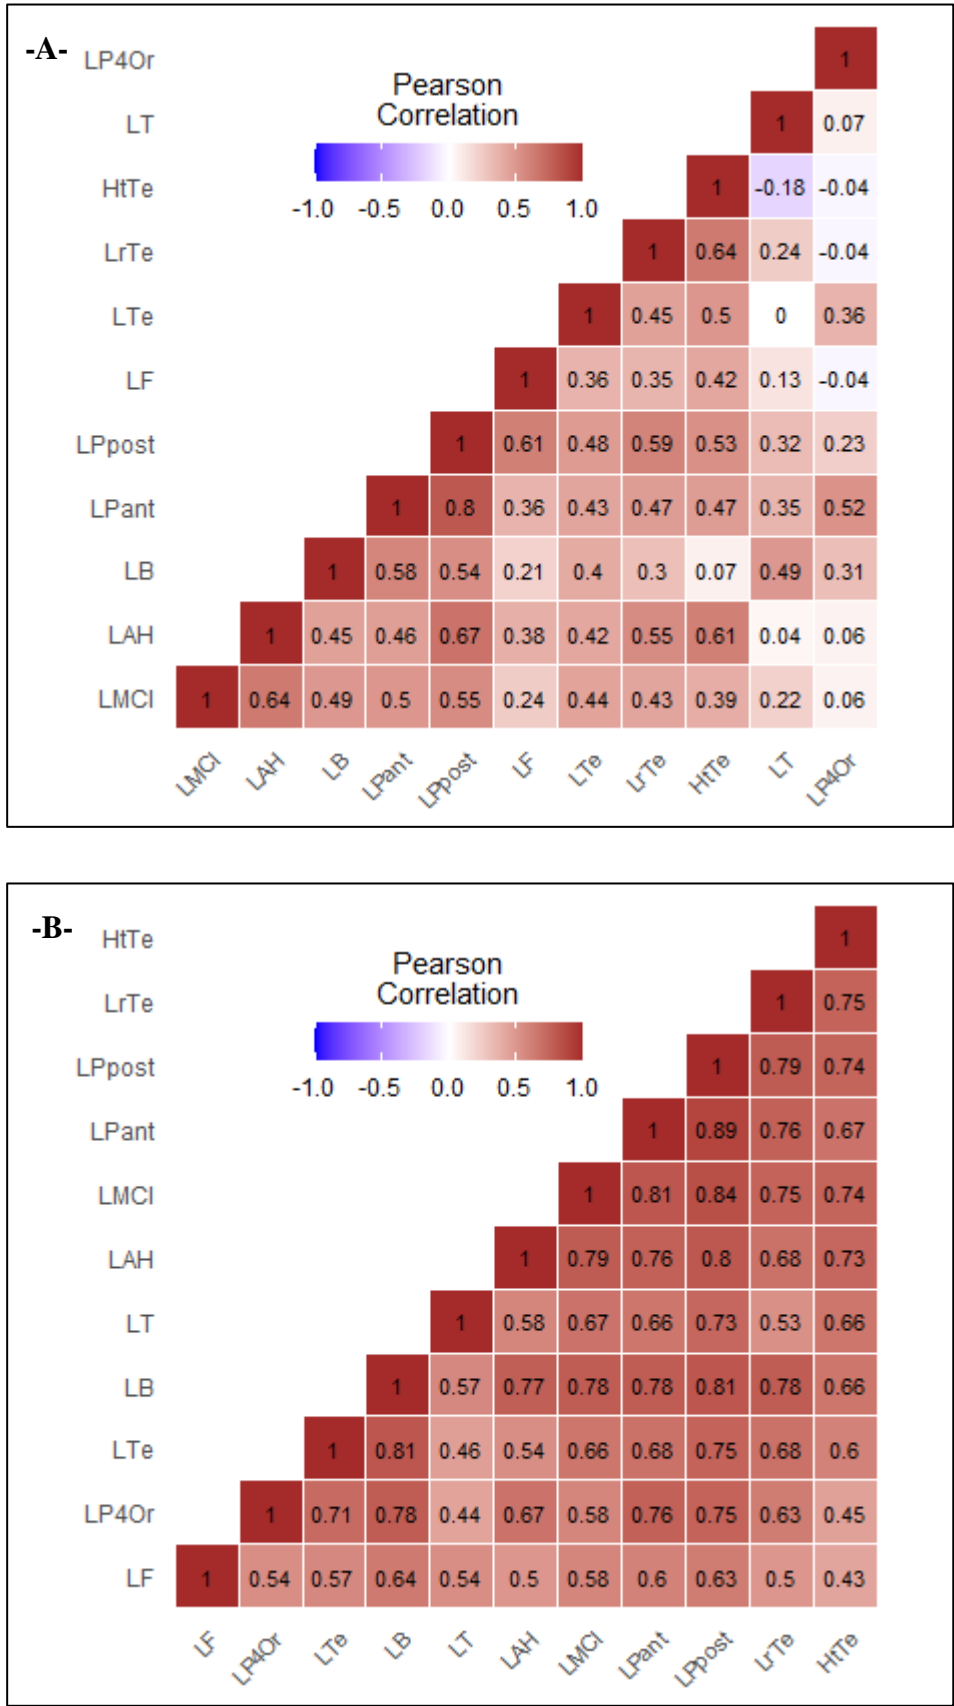 -A-
Pearson
Correlation
-1.0 -0.5 0.0 0.5 1.0
LP4Or 1
LT 1 0.07
HtTe 1 -0.18 -0.04
LrTe 1 0.64 0.24 -0.04
LTe 1 0.45 0.5 0 0.36
LF 1 0.36 0.35 0.42 0.13 -0.04
LPpost 1 0.61 0.48 0.59 0.53 0.32 0.23
LPant 1 0.8 0.36 0.43 0.47 0.47 0.35 0.52
LB 1 0.58 0.54 0.21 0.4 0.3 0.07 0.49 0.31
LAH 1 0.45 0.46 0.67 0.38 0.42 0.55 0.61 0.04 0.06
LMCl 1 0.64 0.49 0.5 0.55 0.24 0.44 0.43 0.39 0.22 0.06
LMCl LAH LB LPant LPpost LF LTe LrTe HtTe LT LP4Or
-B-
Pearson
Correlation
-1.0 -0.5 0.0 0.5 1.0
HtTe 1
LrTe 1 0.75
LPpost 1 0.79 0.74
LPant 1 0.89 0.76 0.67
LMCl 1 0.81 0.84 0.75 0.74
LAH 1 0.79 0.76 0.8 0.68 0.73
LT 1 0.58 0.67 0.66 0.73 0.53 0.66
LB 1 0.57 0.77 0.78 0.78 0.81 0.78 0.66
LTe 1 0.81 0.46 0.54 0.66 0.68 0.75 0.68 0.6
LP4Or 1 0.71 0.78 0.44 0.67 0.58 0.76 0.75 0.63 0.45
LF 1 0.54 0.57 0.64 0.54 0.5 0.58 0.6 0.63 0.5 0.43
LF LP4Or LTe LB LT LAH LMCl LPant LPpost LrTe HtTe